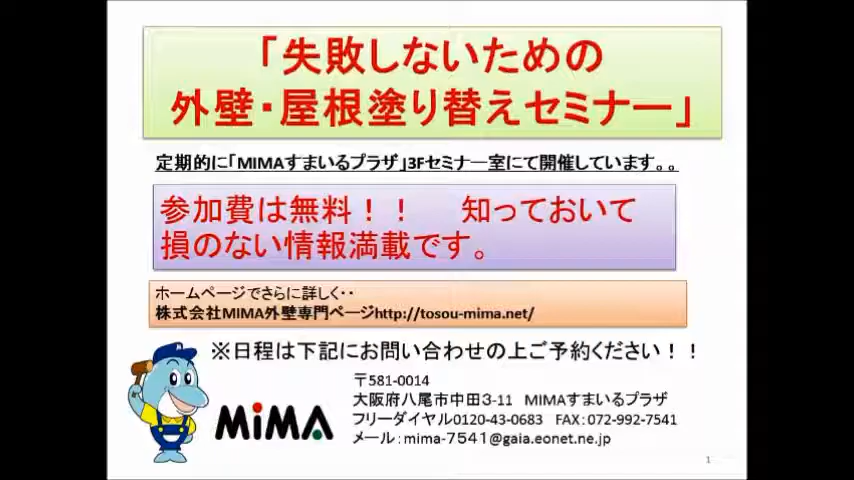 「失敗しないための
外壁・屋根塗り替えセミナー」
定期的に「MIMAすまいるプラザ」3Fセミナー室にて開催しています。。
参加費は無料！！　知っておいて
損のない情報満載です。
ホームページでさらに詳しく・・
株式会社MIMA外壁専門ページhttp://tosou-mima.net/
※日程は下記にお問い合わせの上ご予約ください！！
〒581-0014
大阪府八尾市中田３-11　MIMAすまいるプラザ
フリーダイヤル0120-43-0683　FAX：072-992-7541
メール：mima-7541@gaia.eonet.ne.jp
MiMA
1